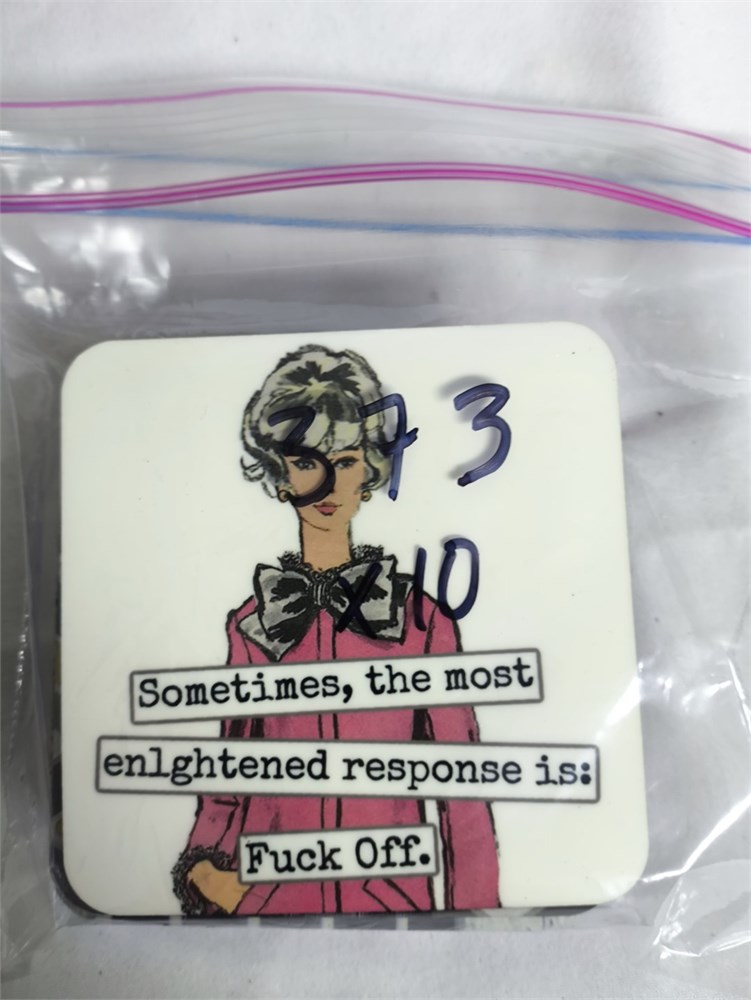 373
x10
Sometimes, the most
enlghtened response is:
Fuck Off.